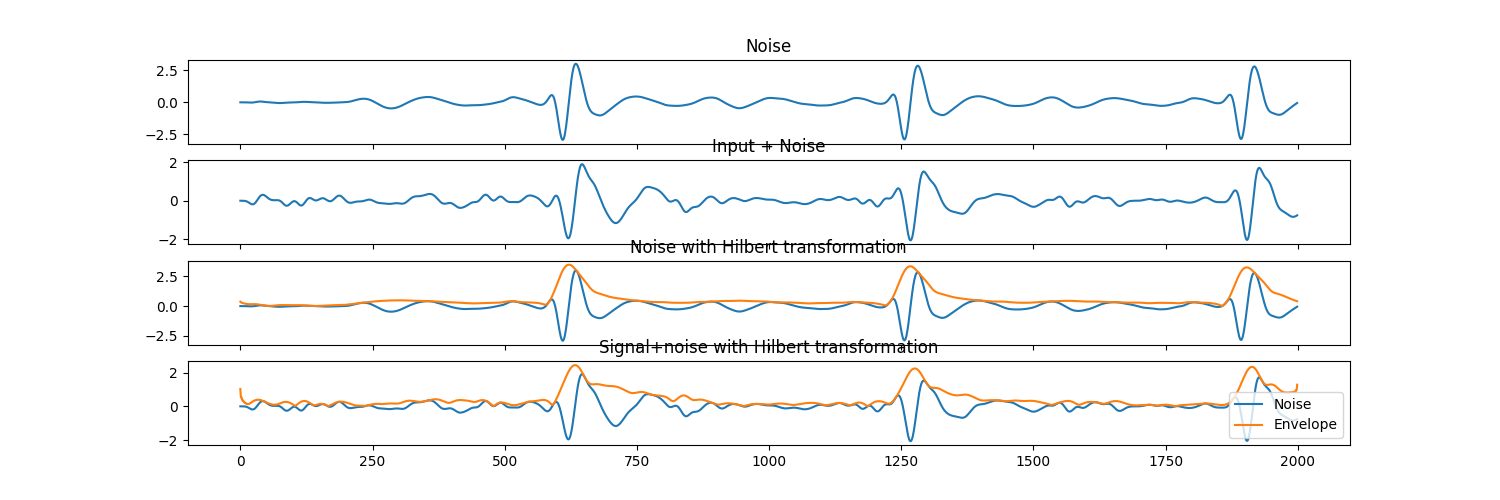 Noise
2.5
0.0
−2.5
Input + Noise
2
0
−2
Noise with Hilbert transformation
2.5
0.0
−2.5
Signal+noise with Hilbert transformation
2
0
−2
Noise
Envelope
0 250 500 750 1000 1250 1500 1750 2000